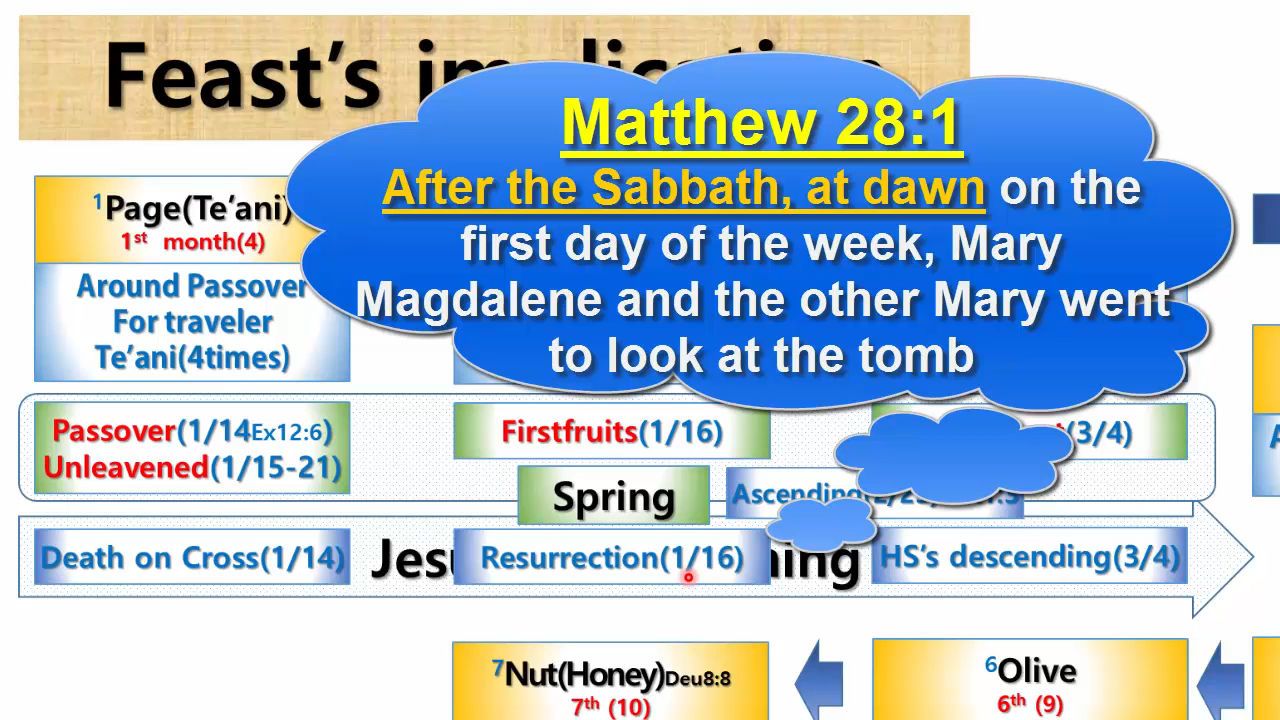 Feast's
Matthew 28:1
After the Sabbath, at dawn on the
first day of the week, Mary
Magdalene and the other Mary went
to look at the tomb
1Page(Te'ani)
1st month(4)
Around Passover
For traveler
Te'ani(4times)
Passover(1/14Ex12:6)
Unleavened(1/15-21)
Firstfruits(1/16)
(3/4)
Spring
Death on Cross(1/14)
Resurrection(1/16)
HS's descending(3/4)
7Nut(Honey)Deu8:8
7th (10)
6Olive
6th (9)